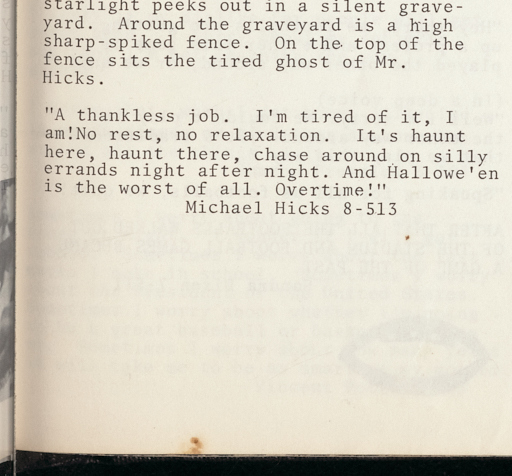 starlight peeks out in a silent grave-
yard.  Around the graveyard is a high
sharp-spiked fence.  On the top of the
fence sits the tired ghost of Mr.
Hicks.

"A thankless job.  I'm tired of it, I
am!No rest, no relaxation.  It's haunt
here, haunt there, chase around on silly
errands night after night. And Hallowe'en
is the worst of all. Overtime!"
Michael Hicks 8-513